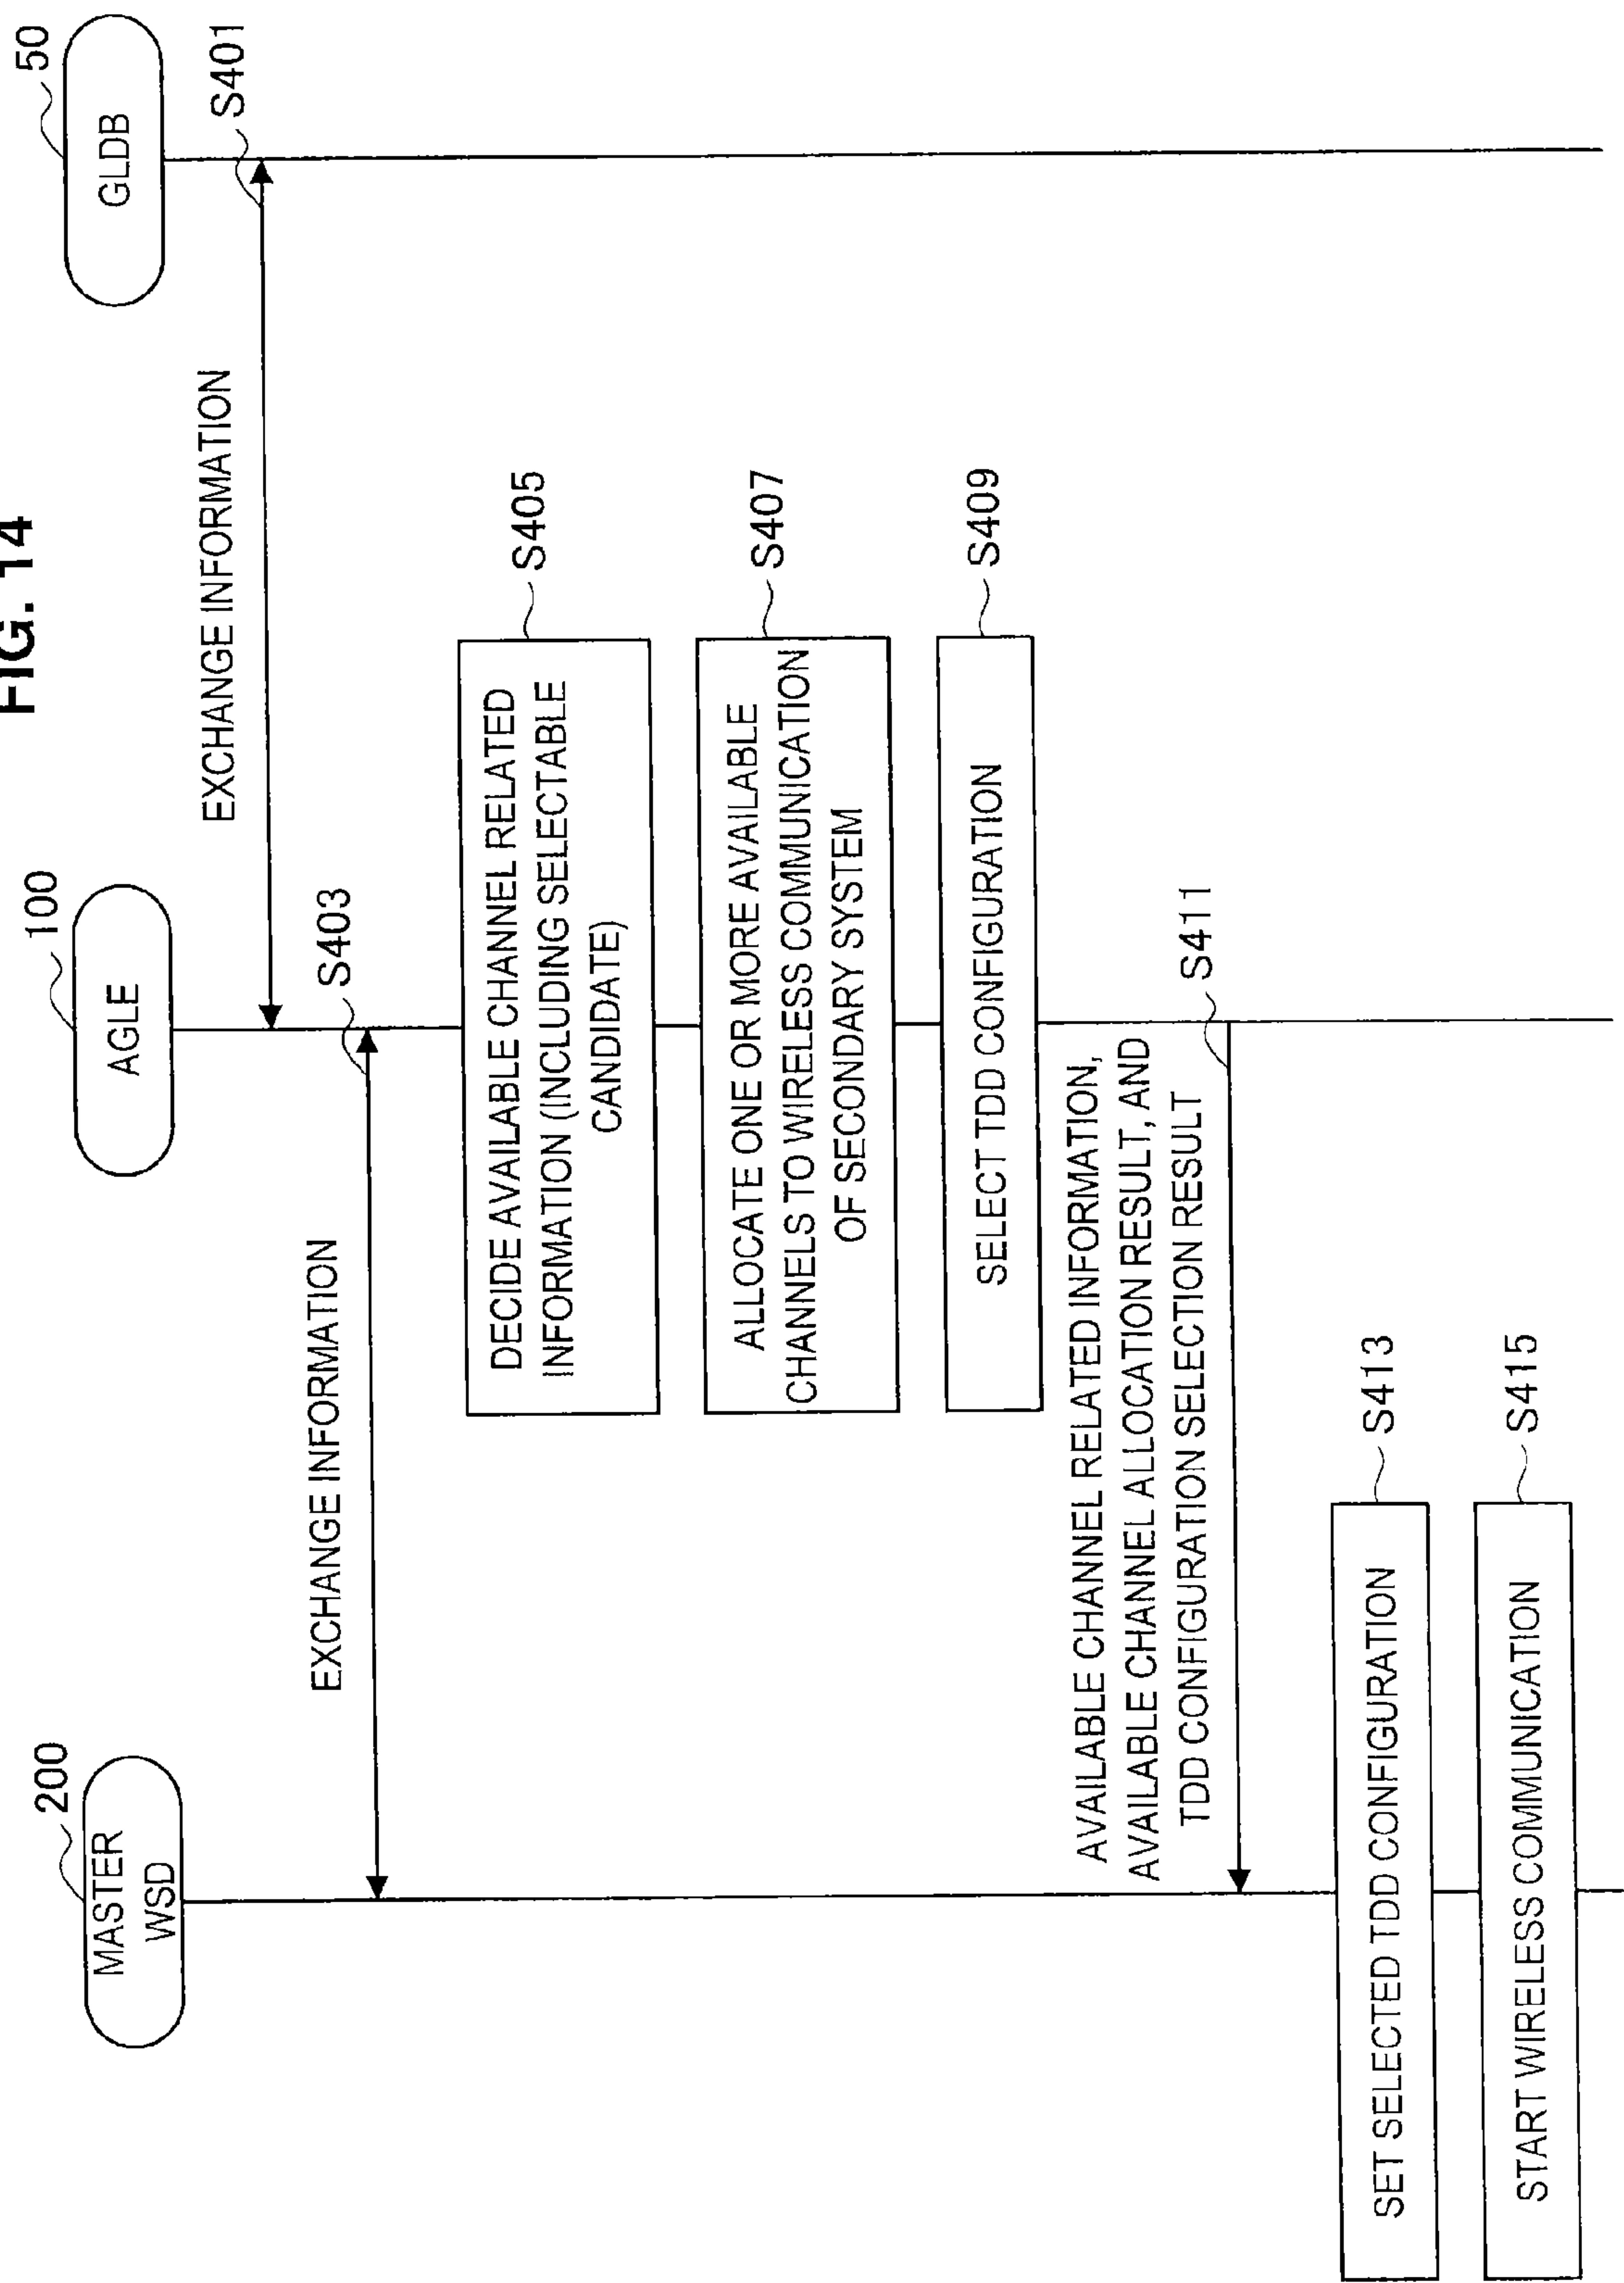 FIG. 14
200
MASTER
WSD
100
AGLE
50
GLDB
EXCHANGE INFORMATION
S401
EXCHANGE INFORMATION
S403
DECIDE AVAILABLE CHANNEL RELATED
INFORMATION (INCLUDING SELECTABLE
CANDIDATE)
S405
ALLOCATE ONE OR MORE AVAILABLE
CHANNELS TO WIRELESS COMMUNICATION
OF SECONDARY SYSTEM
S407
SELECT TDD CONFIGURATION
S409
AVAILABLE CHANNEL RELATED INFORMATION,
AVAILABLE CHANNEL ALLOCATION RESULT, AND
TDD CONFIGURATION SELECTION RESULT
S411
SET SELECTED TDD CONFIGURATION
S413
START WIRELESS COMMUNICATION
S415